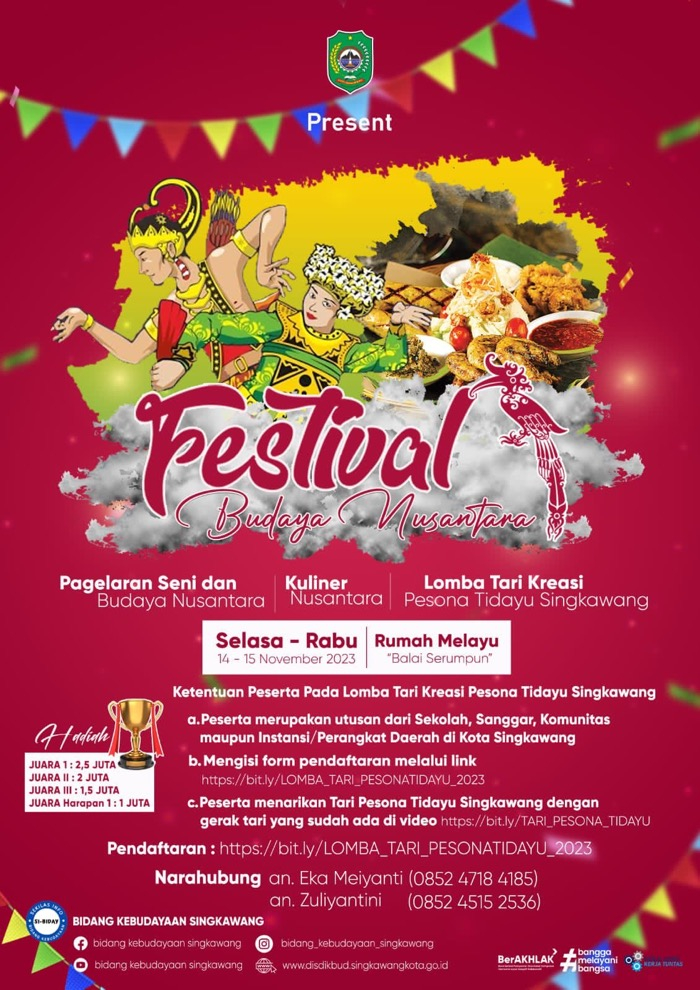 Present
Festival
Budaya Nusantara
Pagelaran Seni dan
Budaya Nusantara
Kuliner
Nusantara
Lomba Tari Kreasi
Pesona Tidayu Singkawang
Selasa - Rabu
14 - 15 November 2023
Rumah Melayu
"Balai Serumpun"
Ketentuan Peserta Pada Lomba Tari Kreasi Pesona Tidayu Singkawang
a.Peserta merupakan utusan dari Sekolah, Sanggar, Komunitas
maupun Instansi/Perangkat Daerah di Kota Singkawang
b.Mengisi form pendaftaran melalui link
https://bit.ly/LOMBA_TARI_PESONATIDAYU_2023
c.Peserta menarikan Tari Pesona Tidayu Singkawang dengan
gerak tari yang sudah ada di video https://bit.ly/TARI_PESONA_TIDAYU
Hadiah
JUARA 1 : 2,5 JUTA
JUARA II : 2 JUTA
JUARA III : 1,5 JUTA
JUARA Harapan 1 : 1 JUTA
Pendaftaran : https://bit.ly/LOMBA_TARI_PESONATIDAYU_2023
Narahubung an. Eka Meiyanti (0852 4718 4185)
an. Zuliyantini (0852 4515 2536)
SEKILAS INFO
SI-BIDAY
BIDANG KEBUDAYAAN
BIDANG KEBUDAYAAN SINGKAWANG
bidang kebudayaan singkawang
bidang_kebudayaan_singkawang
bidang kebudayaan singkawang
www.disdikbud.singkawangkota.go.id
BerAKHLAK
#bangga
melayani
bangsa
KERJA TUNTAS